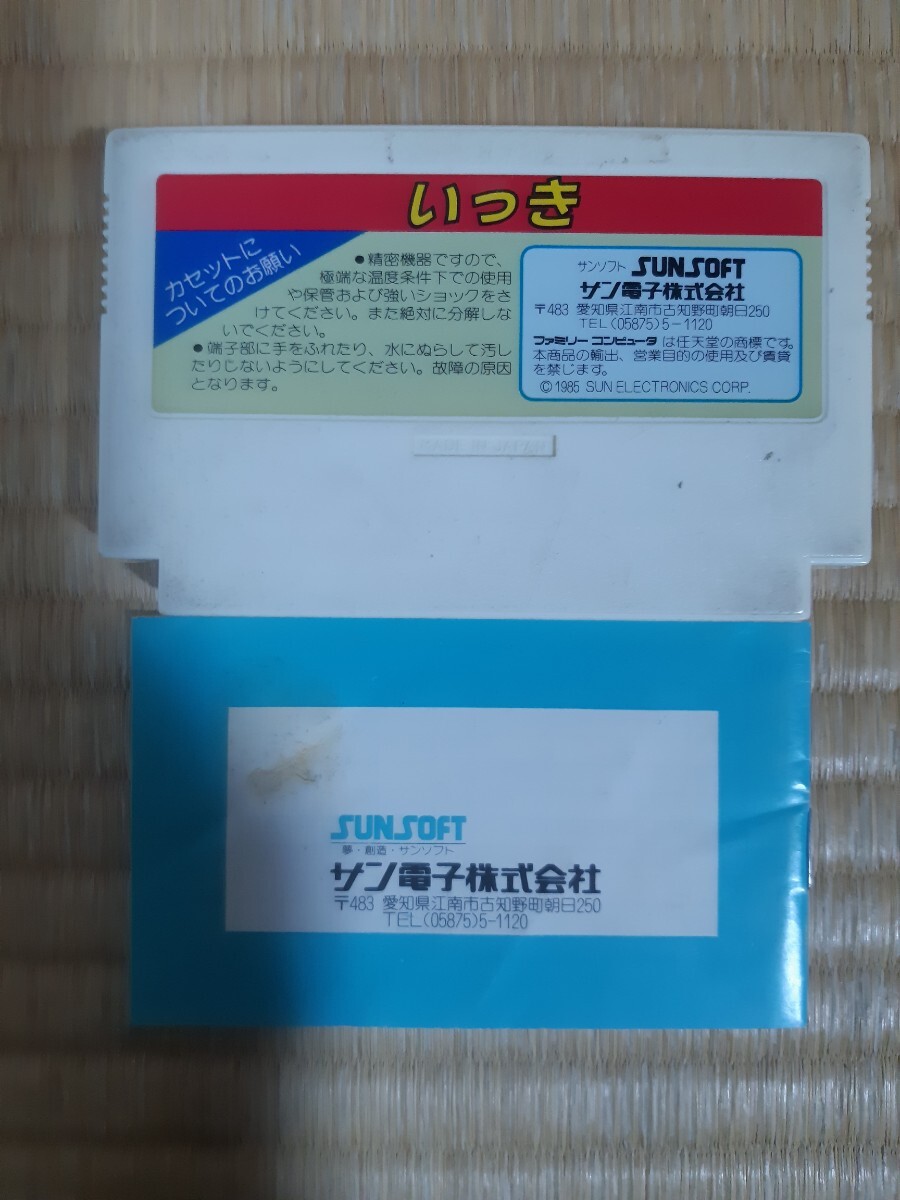 いっき
カセットに
ついてのお願い
●精密機器ですので、
極端な温度条件下での使用
や保管および強いショックをさ
けてください。また絶対に分解しな
いでください。
●端子部に手をふれたり、水にぬらして汚し
たりしないようにしてください。故障の原因
となります。
サンソフト SUNSOFT
サン電子株式会社
〒483 愛知県江南市古知野町朝日250
TEL(05875)5-1120
ファミリー コンピュータ は任天堂の商標です。
本商品の輸出、営業目的の使用及び賃貸
を禁じます。
©1985 SUN ELECTRONICS CORP.
MADE IN JAPAN
SUNSOFT
夢・創造・サンソフト
サン電子株式会社
〒483 愛知県江南市古知野町朝日250
TEL(05875)5-1120